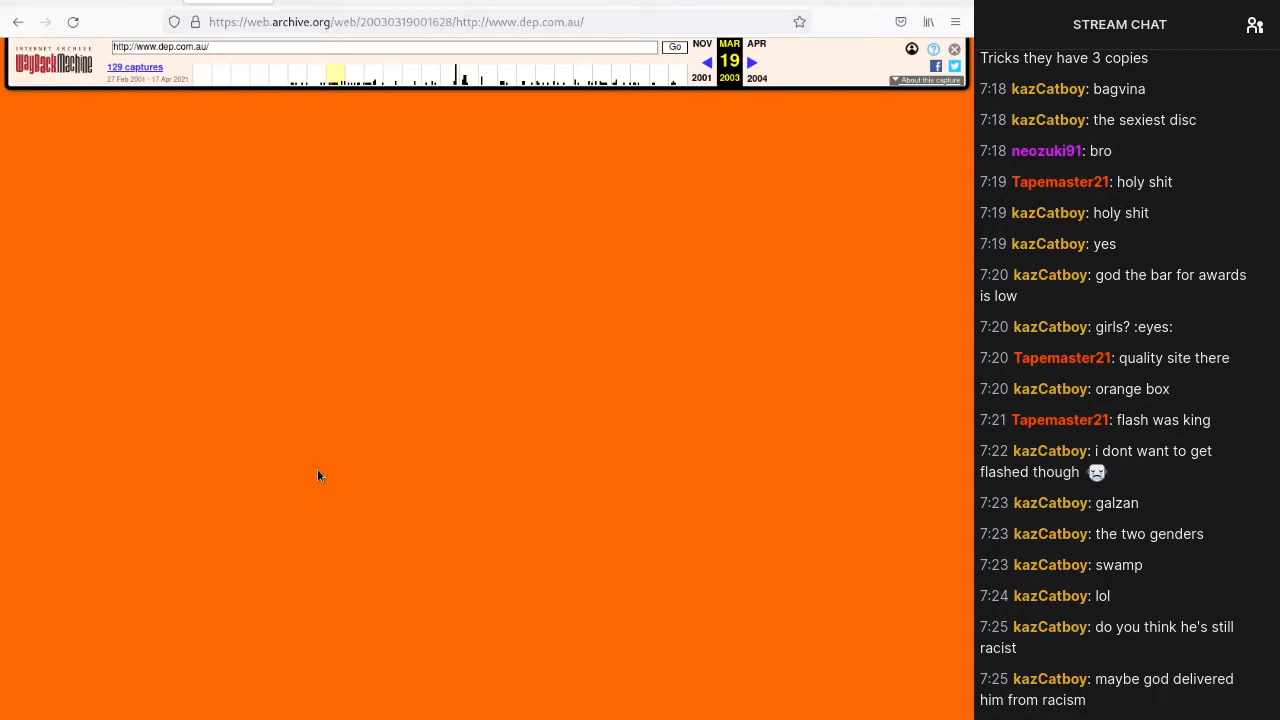 https://web.archive.org/web/20030319001628/http://www.dep.com.au/
INTERNET ARCHIVE
WayBackMachine
http://www.dep.com.au/
Go
129 captures
27 Feb 2001 - 17 Apr 2021
NOV MAR APR
19
2001 2003 2004
About this capture
STREAM CHAT
Tricks they have 3 copies
7:18 kazCatboy: bagvina
7:18 kazCatboy: the sexiest disc
7:18 neozuki91: bro
7:19 Tapemaster21: holy shit
7:19 kazCatboy: holy shit
7:19 kazCatboy: yes
7:20 kazCatboy: god the bar for awards
is low
7:20 kazCatboy: girls? :eyes:
7:20 Tapemaster21: quality site there
7:20 kazCatboy: orange box
7:21 Tapemaster21: flash was king
7:22 kazCatboy: i dont want to get
flashed though
7:23 kazCatboy: galzan
7:23 kazCatboy: the two genders
7:23 kazCatboy: swamp
7:24 kazCatboy: lol
7:25 kazCatboy: do you think he's still
racist
7:25 kazCatboy: maybe god delivered
him from racism